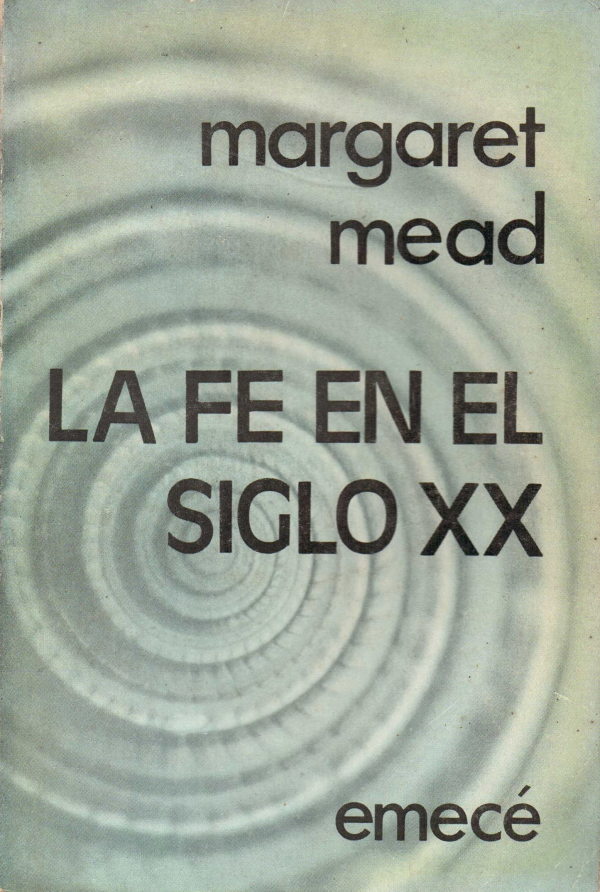 margaret
mead
LA FE EN EL
SIGLO XX
emecé